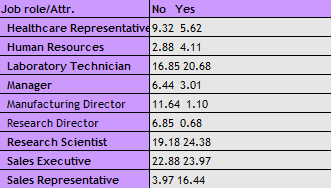 Job role/Attr. No Yes
Healthcare Representative 9.32 5.62
Human Resources 2.88 4.11
Laboratory Technician 16.85 20.68
Manager 6.44 3.01
Manufacturing Director 11.64 1.10
Research Director 6.85 0.68
Research Scientist 19.18 24.38
Sales Executive 22.88 23.97
Sales Representative 3.97 16.44